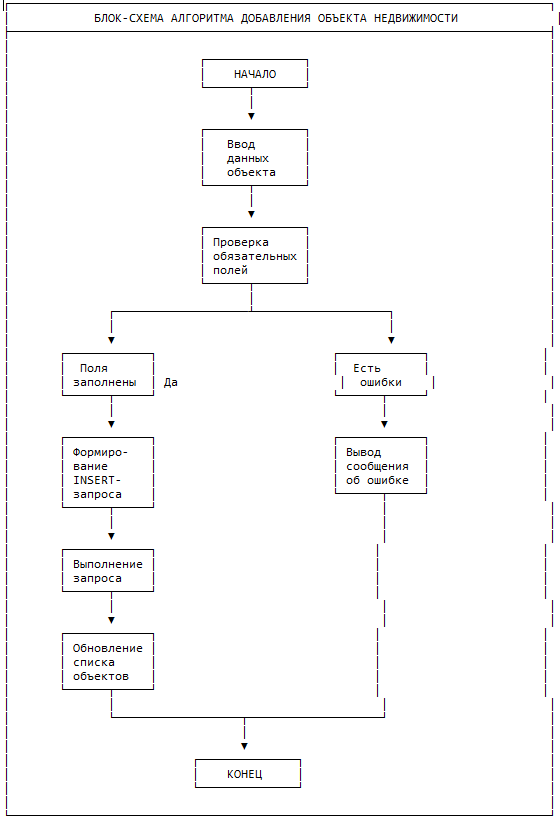 БЛОК-СХЕМА АЛГОРИТМА ДОБАВЛЕНИЯ ОБЪЕКТА НЕДВИЖИМОСТИ
НАЧАЛО
Ввод
данных
объекта
Проверка
обязательных
полей
Поля
заполнены
Да
Есть
ошибки
Формиро-
вание
INSERT-
запроса
Вывод
сообщения
об ошибке
Выполнение
запроса
Обновление
списка
объектов
КОНЕЦ